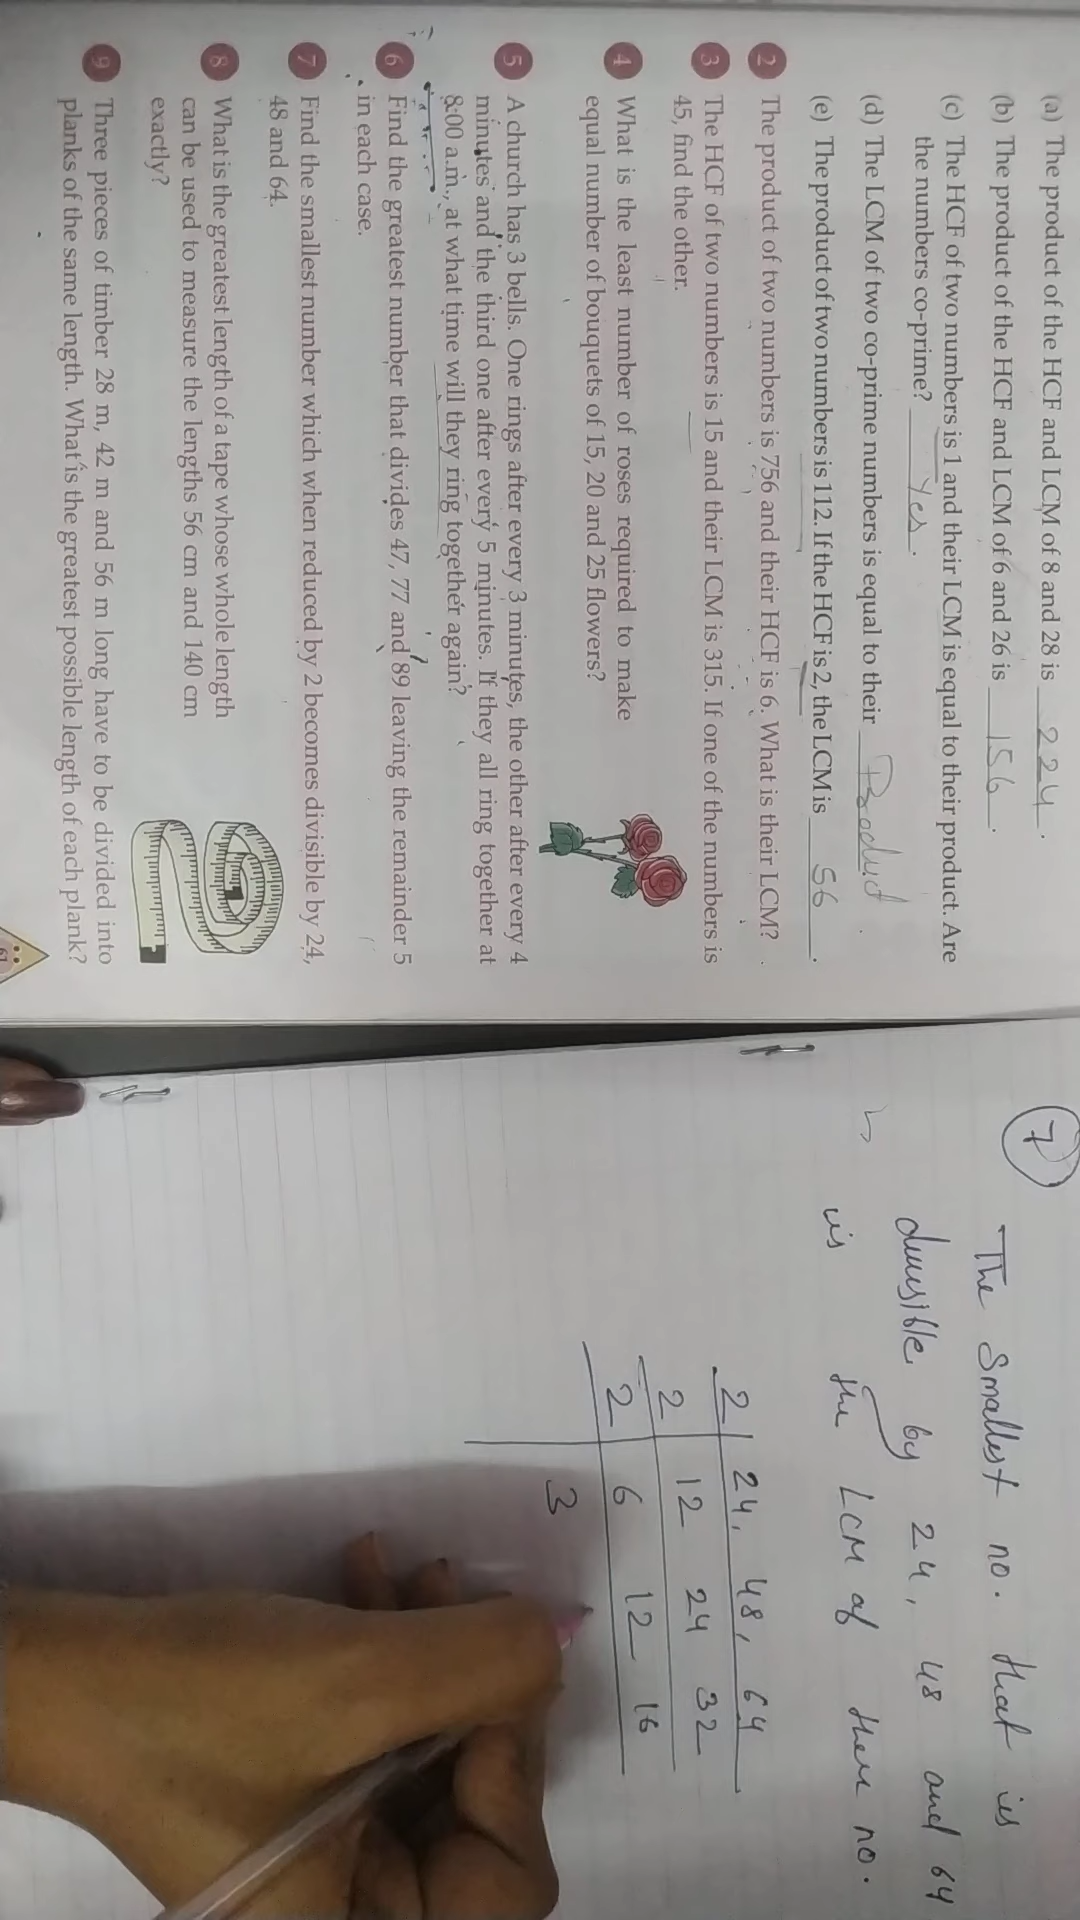 (a) The product of the HCF and LCM of 8 and 28 is 224.
(b) The product of the HCF and LCM of 6 and 26 is 156.
(c) The HCF of two numbers is 1 and their LCM is equal to their product. Are
the numbers co-prime? Yes.
(d) The LCM of two co-prime numbers is equal to their Product.
(e) The product of two numbers is 112. If the HCF is 2, the LCM is 56.
2 The product of two numbers is 756 and their HCF is 6. What is their LCM?
3 The HCF of two numbers is 15 and their LCM is 315. If one of the numbers is
45, find the other.
4 What is the least number of roses required to make
equal number of bouquets of 15, 20 and 25 flowers?
5 A church has 3 bells. One rings after every 3 minutes, the other after every 4
minutes and the third one after every 5 minutes. If they all ring together at
8:00 a.m., at what time will they ring together again?
6 Find the greatest number that divides 47, 77 and 89 leaving the remainder 5
in each case.
7 Find the smallest number which when reduced by 2 becomes divisible by 24,
48 and 64.
8 What is the greatest length of a tape whose whole length
can be used to measure the lengths 56 cm and 140 cm
exactly?
9 Three pieces of timber 28 m, 42 m and 56 m long have to be divided into
planks of the same length. What is the greatest possible length of each plank?
61
7 The smallest no. that is
divisible by 24, 48 and 64
is the LCM of these no.
2 24, 48, 64
2 12 24 32
2 6 12 16
3